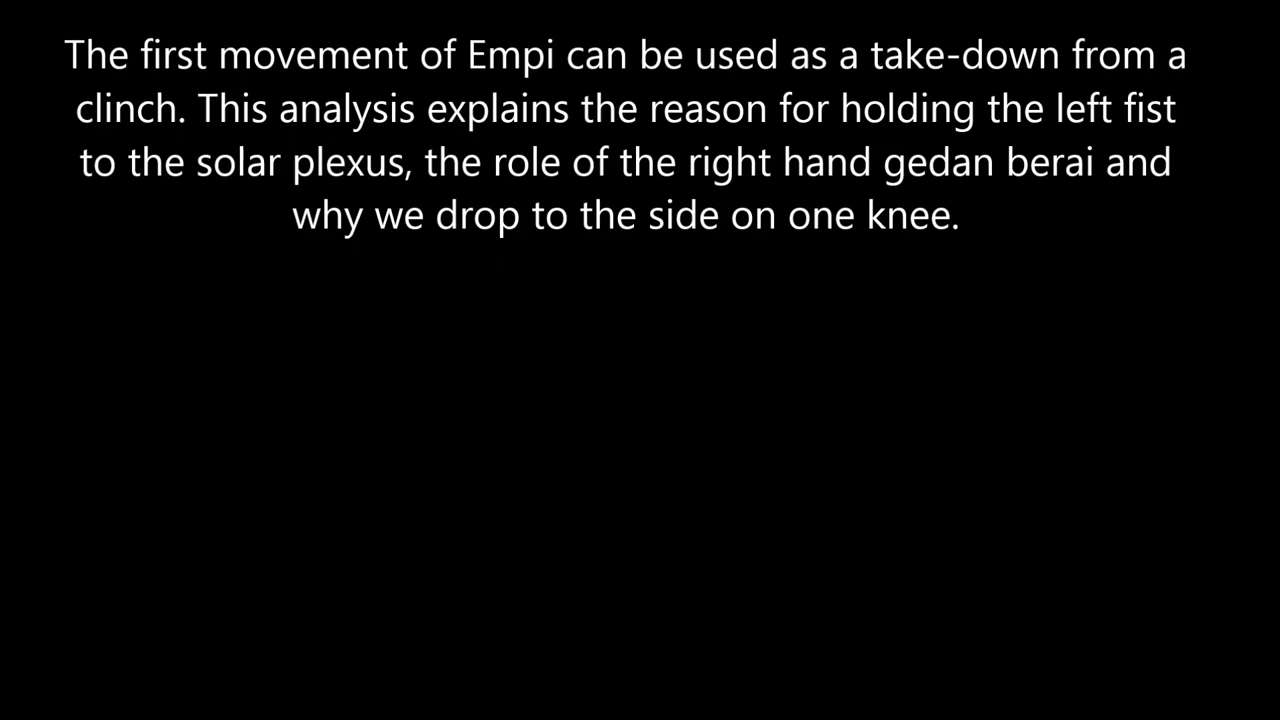 The first movement of Empi can be used as a take-down from a
clinch. This analysis explains the reason for holding the left fist
to the solar plexus, the role of the right hand gedan berai and
why we drop to the side on one knee.